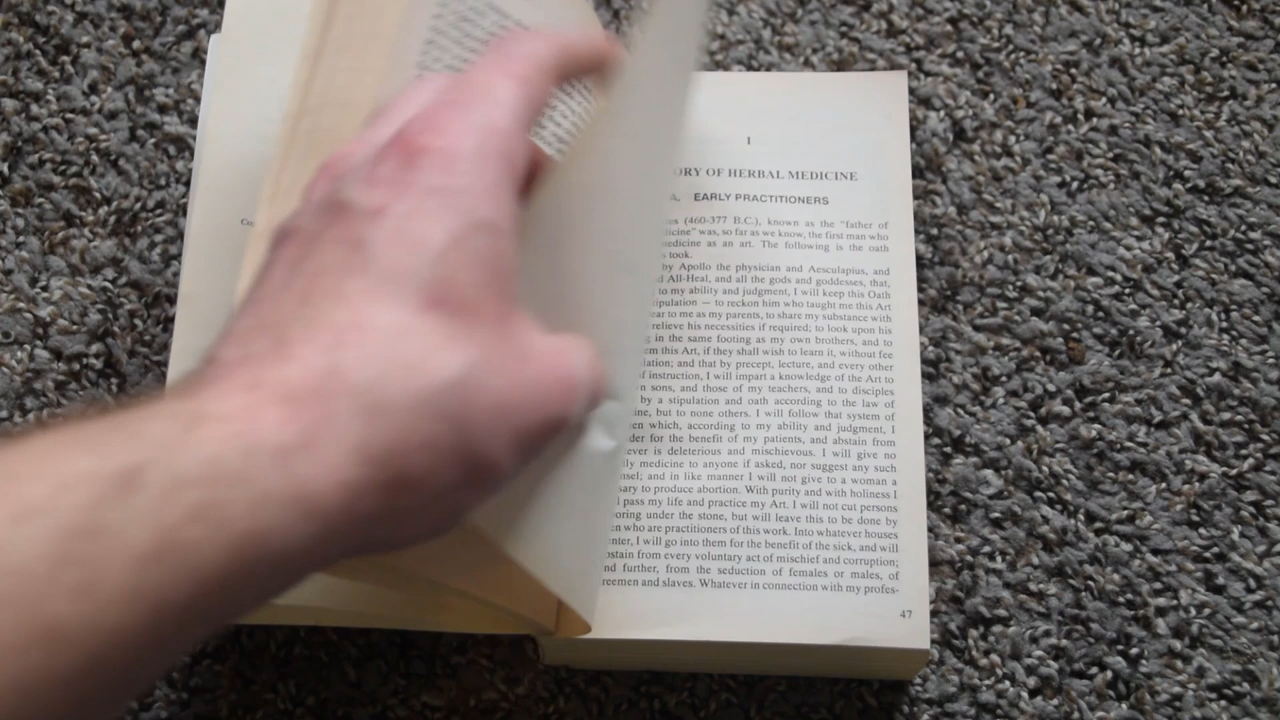 1
ORY OF HERBAL MEDICINE
A. EARLY PRACTITIONERS
es (460-377 B.C.), known as the "father of
icine" was, so far as we know, the first man who
edicine as an art. The following is the oath
s took.
by Apollo the physician and Aesculapius, and
d All-Heal, and all the gods and goddesses, that,
to my ability and judgment, I will keep this Oath
ipulation — to reckon him who taught me this Art
ear to me as my parents, to share my substance with
relieve his necessities if required; to look upon his
g in the same footing as my own brothers, and to
em this Art, if they shall wish to learn it, without fee
lation; and that by precept, lecture, and every other
f instruction, I will impart a knowledge of the Art to
n sons, and those of my teachers, and to disciples
by a stipulation and oath according to the law of
ine, but to none others. I will follow that system of
en which, according to my ability and judgment, I
der for the benefit of my patients, and abstain from
ever is deleterious and mischievous. I will give no
ly medicine to anyone if asked, nor suggest any such
nsel; and in like manner I will not give to a woman a
sary to produce abortion. With purity and with holiness I
l pass my life and practice my Art. I will not cut persons
oring under the stone, but will leave this to be done by
en who are practitioners of this work. Into whatever houses
enter, I will go into them for the benefit of the sick, and will
bstain from every voluntary act of mischief and corruption;
nd further, from the seduction of females or males, of
reemen and slaves. Whatever in connection with my profes-
47